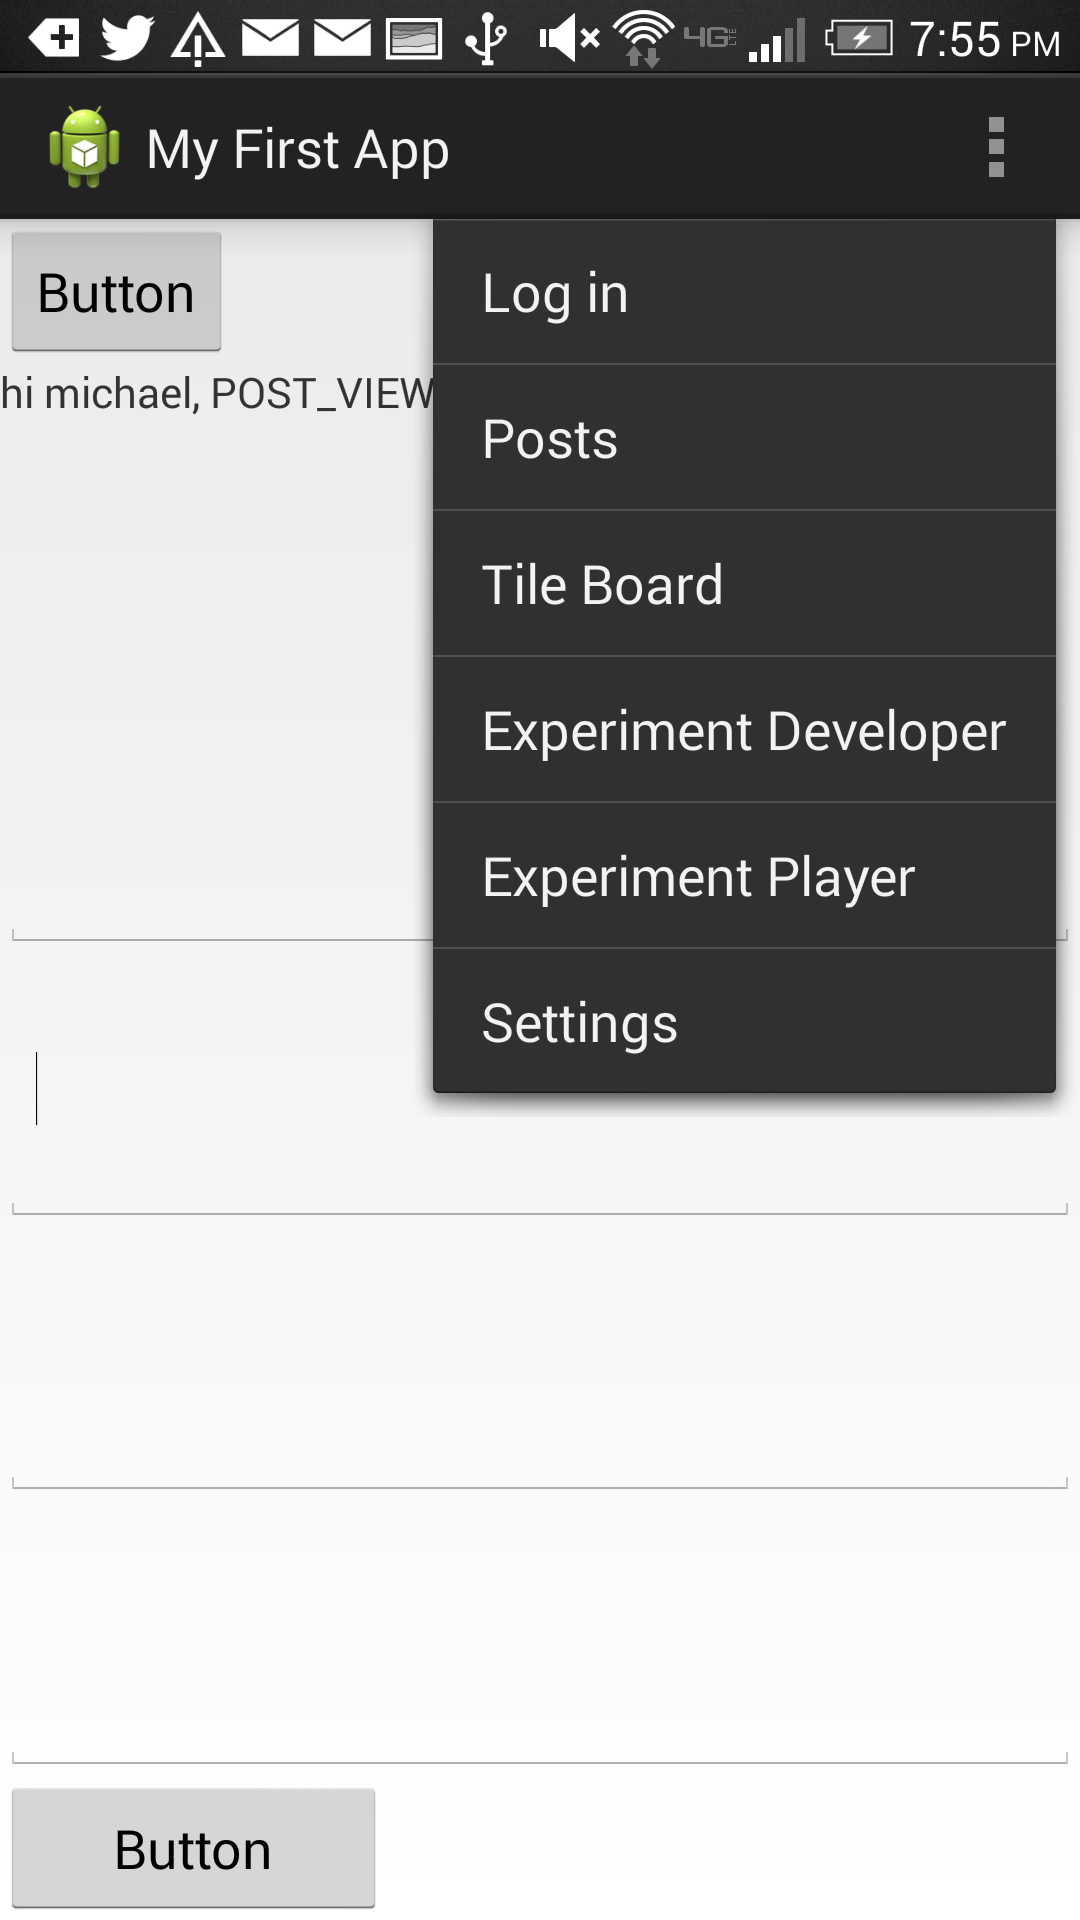 4G LTE 7:55 PM
My First App
Button
Log in
hi michael, POST_VIEW
Posts
Tile Board
Experiment Developer
Experiment Player
Settings
Button